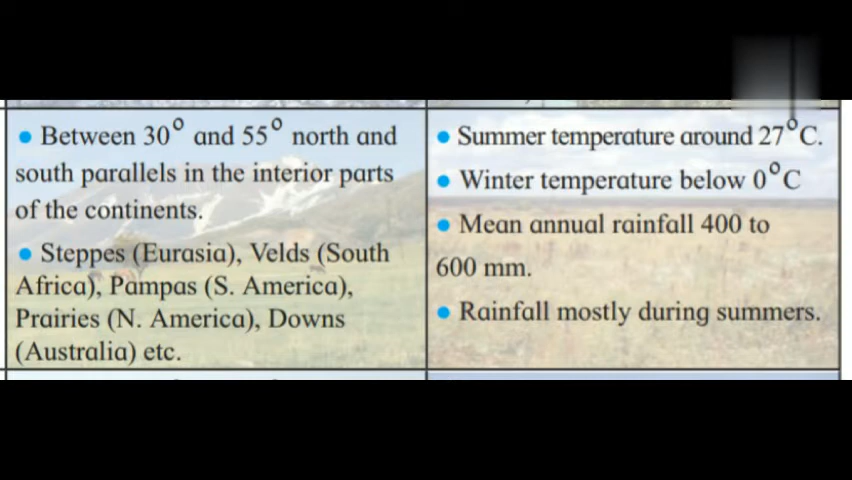 • Between 30° and 55° north and
south parallels in the interior parts
of the continents.
• Steppes (Eurasia), Velds (South
Africa), Pampas (S. America),
Prairies (N. America), Downs
(Australia) etc.
• Summer temperature around 27°C.
• Winter temperature below 0°C
• Mean annual rainfall 400 to
600 mm.
• Rainfall mostly during summers.